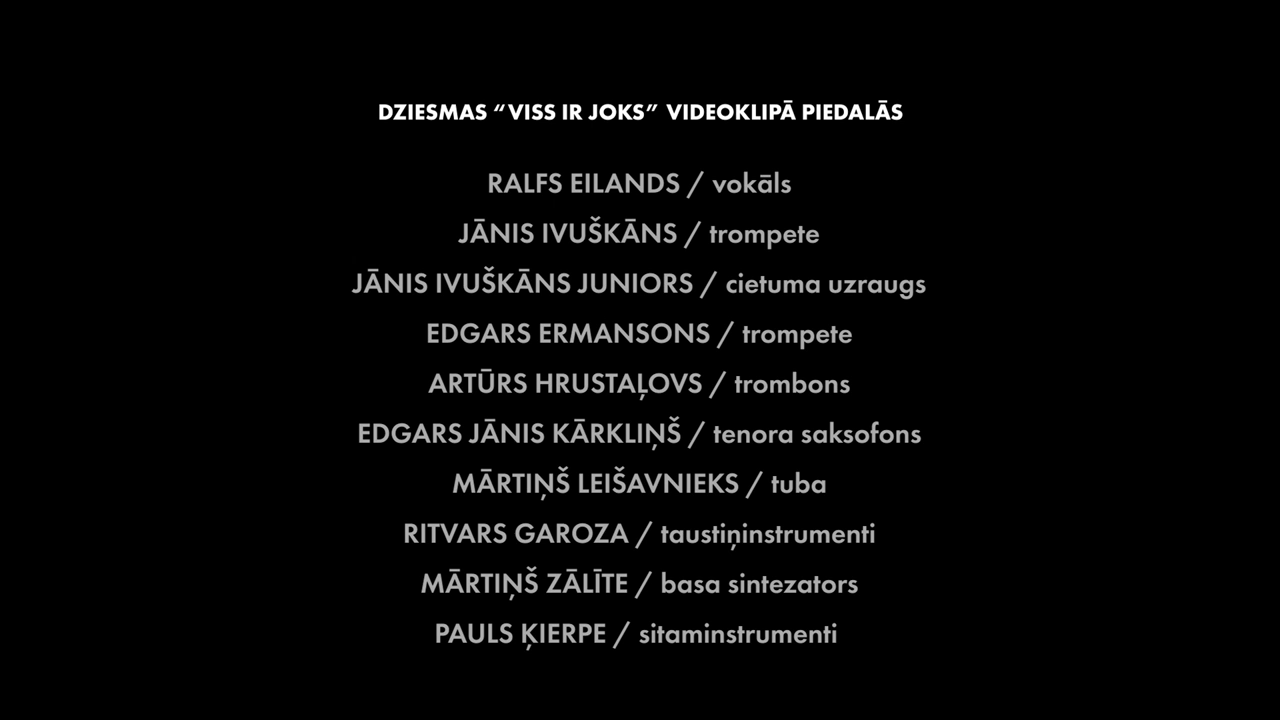 DZIESMAS “VISS IR JOKS” VIDEOKLIPĀ PIEDALĀS
RALFS EILANDS / vokāls
JĀNIS IVUŠKĀNS / trompete
JĀNIS IVUŠKĀNS JUNIORS / cietuma uzraugs
EDGARS ERMANSONS / trompete
ARTŪRS HRUSTAĻOVS / trombons
EDGARS JĀNIS KĀRKLIŅŠ / tenora saksofons
MĀRTIŅŠ LEIŠAVNIEKS / tuba
RITVARS GAROZA / taustiņinstrumenti
MĀRTIŅŠ ZĀLĪTE / basa sintezators
PAULS ĶIERPE / sitaminstrumenti